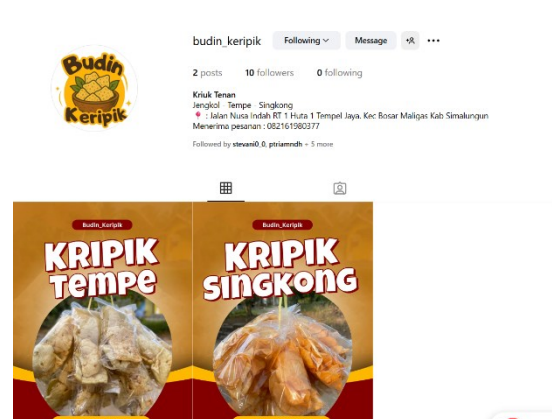 budin_keripik Following Message
2 posts 10 followers 0 following
Kriuk Tenan
Jengkol Tempe Singkong
: Jalan Nusa Indah RT 1 Huta 1 Tempel Jaya. Kec Bosar Maligas Kab Simalungun
Menerima pesanan : 082161980377
Followed by stevani0_0, ptriamndh + 5 more
Budin
Keripik
Budin_Keripik
KRIPIK
Tempe
Budin_Keripik
KRIPIK
SINGKONG